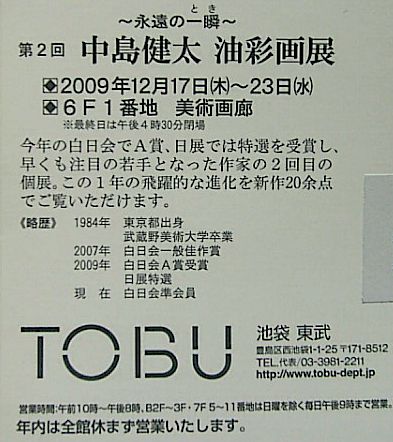 ～永遠の一瞬～
とき
第2回 中島健太 油彩画展
◆2009年12月17日(木)～23日(水)
◆6F1番地 美術画廊
※最終日は午後4時30分閉場
今年の白日会でA賞、日展では特選を受賞し、
早くも注目の若手となった作家の2回目の
個展。この1年の飛躍的な進化を新作20余点
でご覧いただけます。
《略歴》 1984年 東京都出身
武蔵野美術大学卒業
2007年 白日会一般佳作賞
2009年 白日会A賞受賞
日展特選
現 在 白日会準会員
TOBU
池袋 東武
豊島区西池袋1-1-25 〒171-8512
TEL.代表/03-3981-2211
http://www.tobu-dept.jp
営業時間:午前10時～午後8時、B2F～3F・7F 5～11番地は日曜を除く毎日午後9時まで営業。
年内は全館休まず営業いたします。